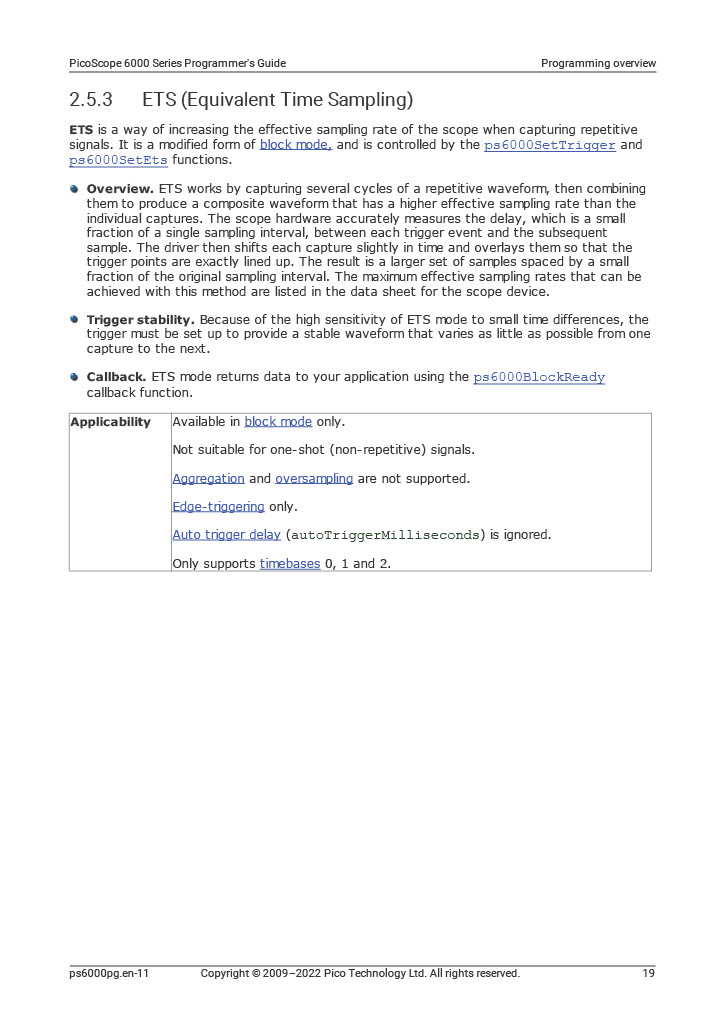 PicoScope 6000 Series Programmer's Guide Programming overview
2.5.3 ETS (Equivalent Time Sampling)
ETS is a way of increasing the effective sampling rate of the scope when capturing repetitive
signals. It is a modified form of block mode, and is controlled by the ps6000SetTrigger and
ps6000SetEts functions.
Overview. ETS works by capturing several cycles of a repetitive waveform, then combining
them to produce a composite waveform that has a higher effective sampling rate than the
individual captures. The scope hardware accurately measures the delay, which is a small
fraction of a single sampling interval, between each trigger event and the subsequent
sample. The driver then shifts each capture slightly in time and overlays them so that the
trigger points are exactly lined up. The result is a larger set of samples spaced by a small
fraction of the original sampling interval. The maximum effective sampling rates that can be
achieved with this method are listed in the data sheet for the scope device.
Trigger stability. Because of the high sensitivity of ETS mode to small time differences, the
trigger must be set up to provide a stable waveform that varies as little as possible from one
capture to the next.
Callback. ETS mode returns data to your application using the ps6000BlockReady
callback function.
Applicability Available in block mode only.
Not suitable for one-shot (non-repetitive) signals.
Aggregation and oversampling are not supported.
Edge-triggering only.
Auto trigger delay (autoTriggerMilliseconds) is ignored.
Only supports timebases 0, 1 and 2.
ps6000pg.en-11 Copyright © 2009–2022 Pico Technology Ltd. All rights reserved. 19